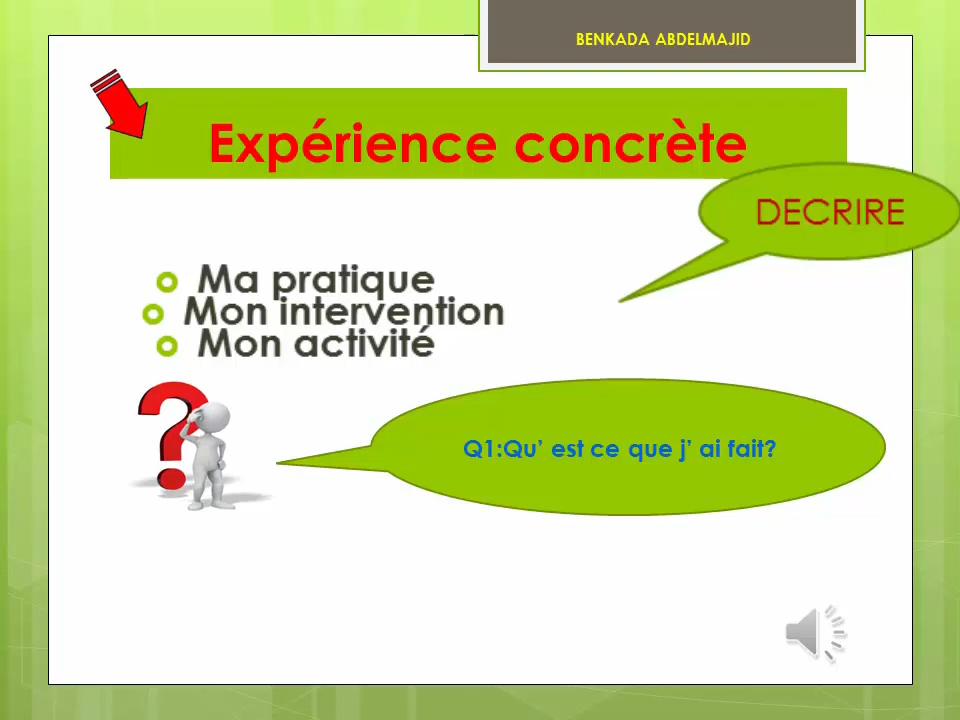 BENKADA ABDELMAJID
Expérience concrète
DECRIRE
Ma pratique
Mon intervention
Mon activité
Q1:Qu’ est ce que j’ ai fait?